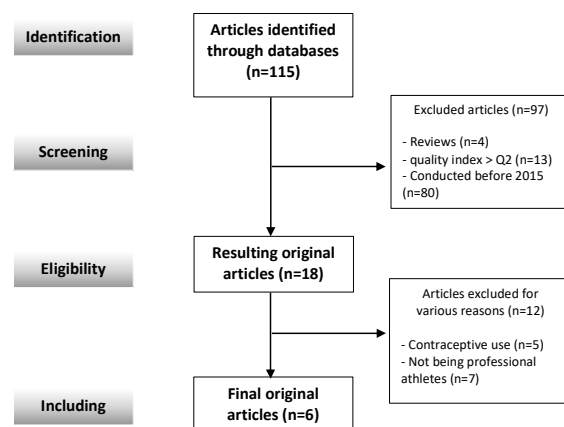 Identification
Articles identified
through databases
(n=115)
Excluded articles (n=97)
- Reviews (n=4)
- quality index > Q2 (n=13)
- Conducted before 2015
(n=80)
Screening
Resulting original
articles (n=18)
Eligibility
Articles excluded for
various reasons (n=12)
- Contraceptive use (n=5)
- Not being professional
athletes (n=7)
Including
Final original
articles (n=6)